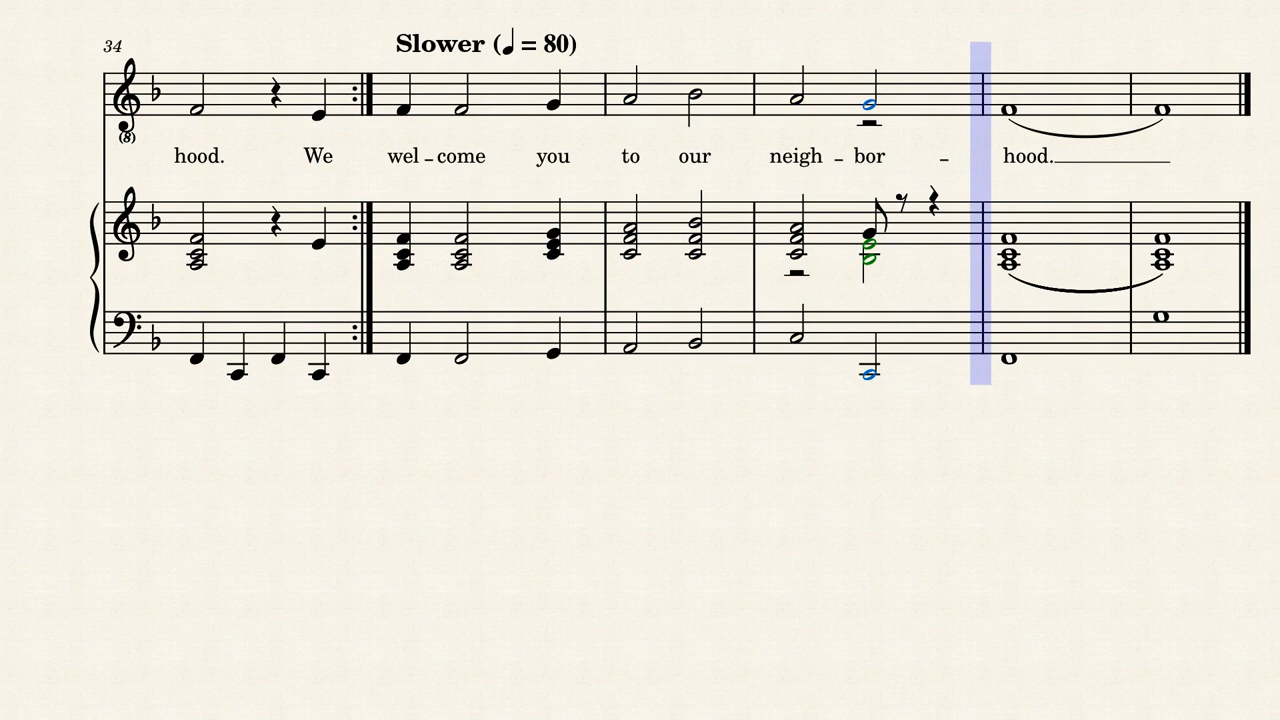 34
Slower (♩ = 80)
(8)
hood. We wel - come you to our neigh - bor - hood.